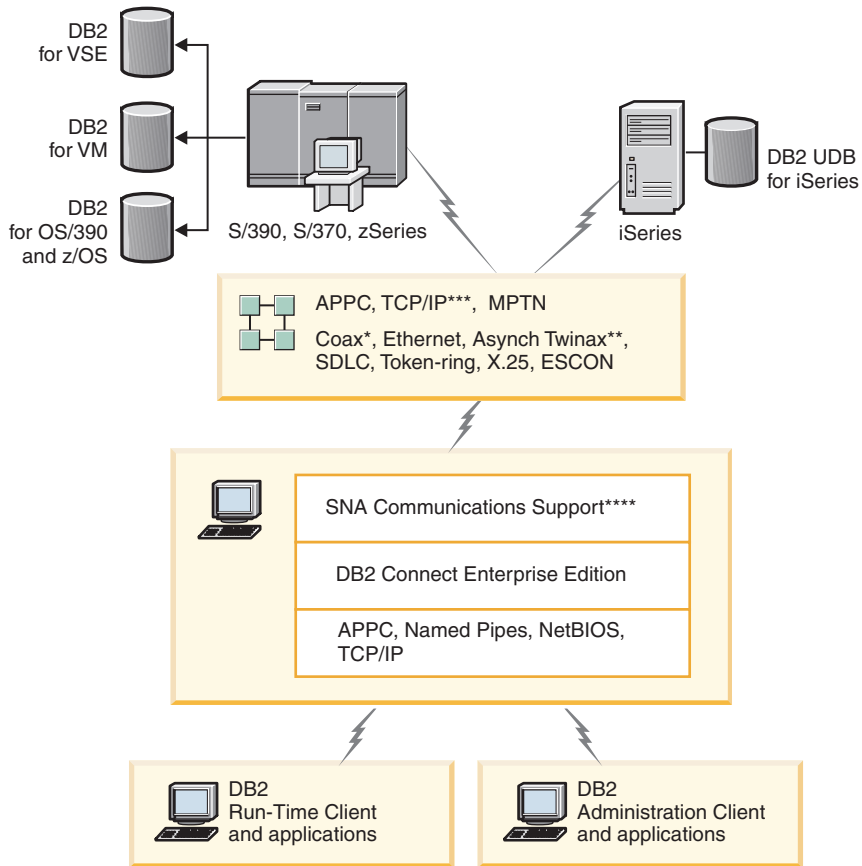 DB2
for VSE
DB2
for VM
DB2
for OS/390
and z/OS
S/390, S/370, zSeries
DB2 UDB
for iSeries
iSeries
APPC, TCP/IP***, MPTN
Coax*, Ethernet, Asynch Twinax**,
SDLC, Token-ring, X.25, ESCON
SNA Communications Support****
DB2 Connect Enterprise Edition
APPC, Named Pipes, NetBIOS,
TCP/IP
DB2
Run-Time Client
and applications
DB2
Administration Client
and applications